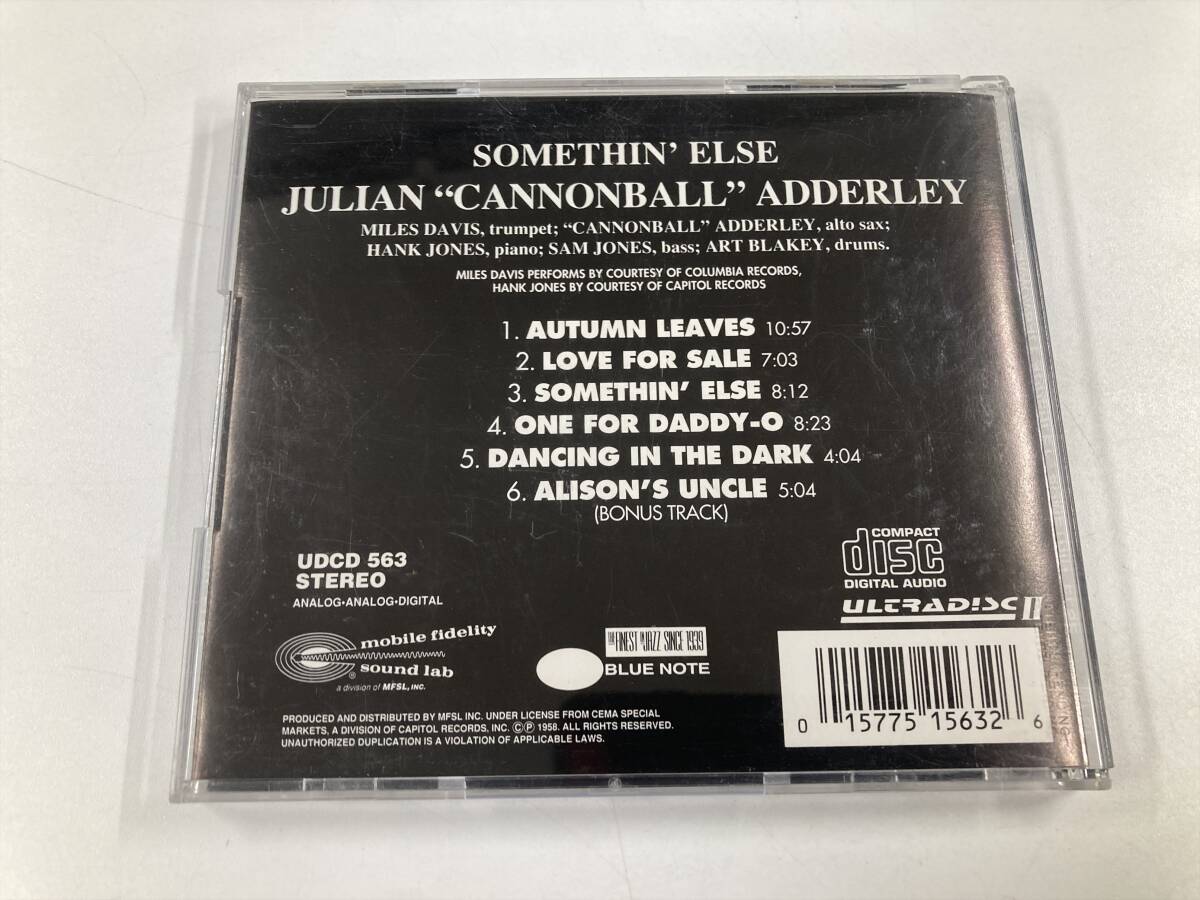 SOMETHIN' ELSE
JULIAN “CANNONBALL” ADDERLEY
MILES DAVIS, trumpet; “CANNONBALL” ADDERLEY, alto sax;
HANK JONES, piano; SAM JONES, bass; ART BLAKEY, drums.
MILES DAVIS PERFORMS BY COURTESY OF COLUMBIA RECORDS,
HANK JONES BY COURTESY OF CAPITOL RECORDS
1. AUTUMN LEAVES 10:57
2. LOVE FOR SALE 7:03
3. SOMETHIN' ELSE 8:12
4. ONE FOR DADDY-O 8:23
5. DANCING IN THE DARK 4:04
6. ALISON'S UNCLE 5:04
(BONUS TRACK)
UDCD 563
STEREO
ANALOG•ANALOG•DIGITAL
COMPACT
disc
DIGITAL AUDIO
ULTRADISC II
mobile fidelity
sound lab
®
a division of MFSL, INC.
THE FINEST IN JAZZ SINCE 1939
BLUE NOTE
PRODUCED AND DISTRIBUTED BY MFSL INC. UNDER LICENSE FROM CEMA SPECIAL
MARKETS, A DIVISION OF CAPITOL RECORDS, INC. ©℗ 1958. ALL RIGHTS RESERVED.
UNAUTHORIZED DUPLICATION IS A VIOLATION OF APPLICABLE LAWS.
0 15775 15632 6